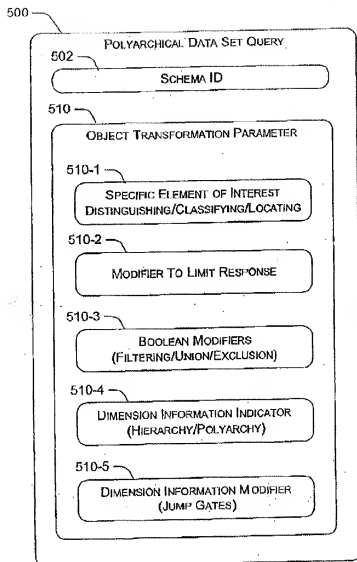 500
POLYARCHICAL DATA SET QUERY
502
SCHEMA ID
510
OBJECT TRANSFORMATION PARAMETER
510-1
SPECIFIC ELEMENT OF INTEREST
DISTINGUISHING/CLASSIFYING/LOCATING
510-2
MODIFIER TO LIMIT RESPONSE
510-3
BOOLEAN MODIFIERS
(FILTERING/UNION/EXCLUSION)
510-4
DIMENSION INFORMATION INDICATOR
(HIERARCHY/POLYARCHY)
510-5
DIMENSION INFORMATION MODIFIER
(JUMP GATES)